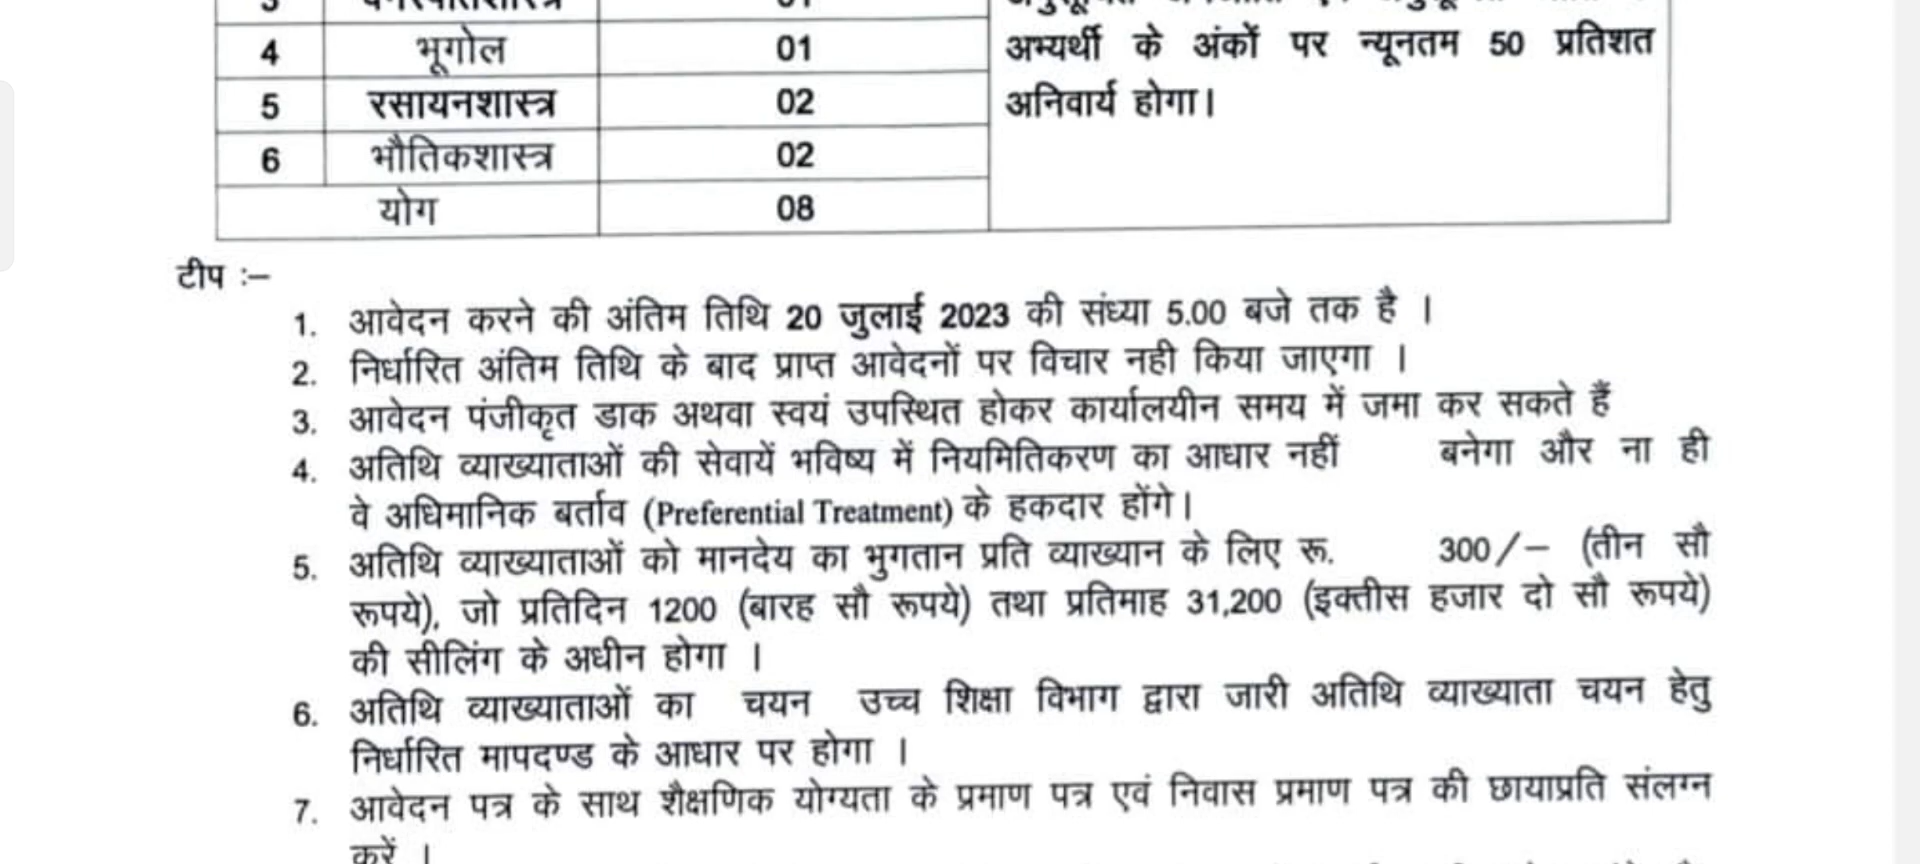 4 भूगोल 01 अभ्यर्थी के अंकों पर न्यूनतम 50 प्रतिशत
5 रसायनशास्त्र 02 अनिवार्य होगा।
6 भौतिकशास्त्र 02
योग 08
टीप :–
1. आवेदन करने की अंतिम तिथि 20 जुलाई 2023 की संध्या 5.00 बजे तक है ।
2. निर्धारित अंतिम तिथि के बाद प्राप्त आवेदनों पर विचार नही किया जाएगा ।
3. आवेदन पंजीकृत डाक अथवा स्वयं उपस्थित होकर कार्यालयीन समय में जमा कर सकते हैं
4. अतिथि व्याख्याताओं की सेवायें भविष्य में नियमितिकरण का आधार नहीं बनेगा और ना ही
वे अधिमानिक बर्ताव (Preferential Treatment) के हकदार होंगे।
5. अतिथि व्याख्याताओं को मानदेय का भुगतान प्रति व्याख्यान के लिए रू. 300/– (तीन सौ
रूपये), जो प्रतिदिन 1200 (बारह सौ रूपये) तथा प्रतिमाह 31,200 (इक्तीस हजार दो सौ रूपये)
की सीलिंग के अधीन होगा ।
6. अतिथि व्याख्याताओं का चयन उच्च शिक्षा विभाग द्वारा जारी अतिथि व्याख्याता चयन हेतु
निर्धारित मापदण्ड के आधार पर होगा ।
7. आवेदन पत्र के साथ शैक्षणिक योग्यता के प्रमाण पत्र एवं निवास प्रमाण पत्र की छायाप्रति संलग्न
करें ।